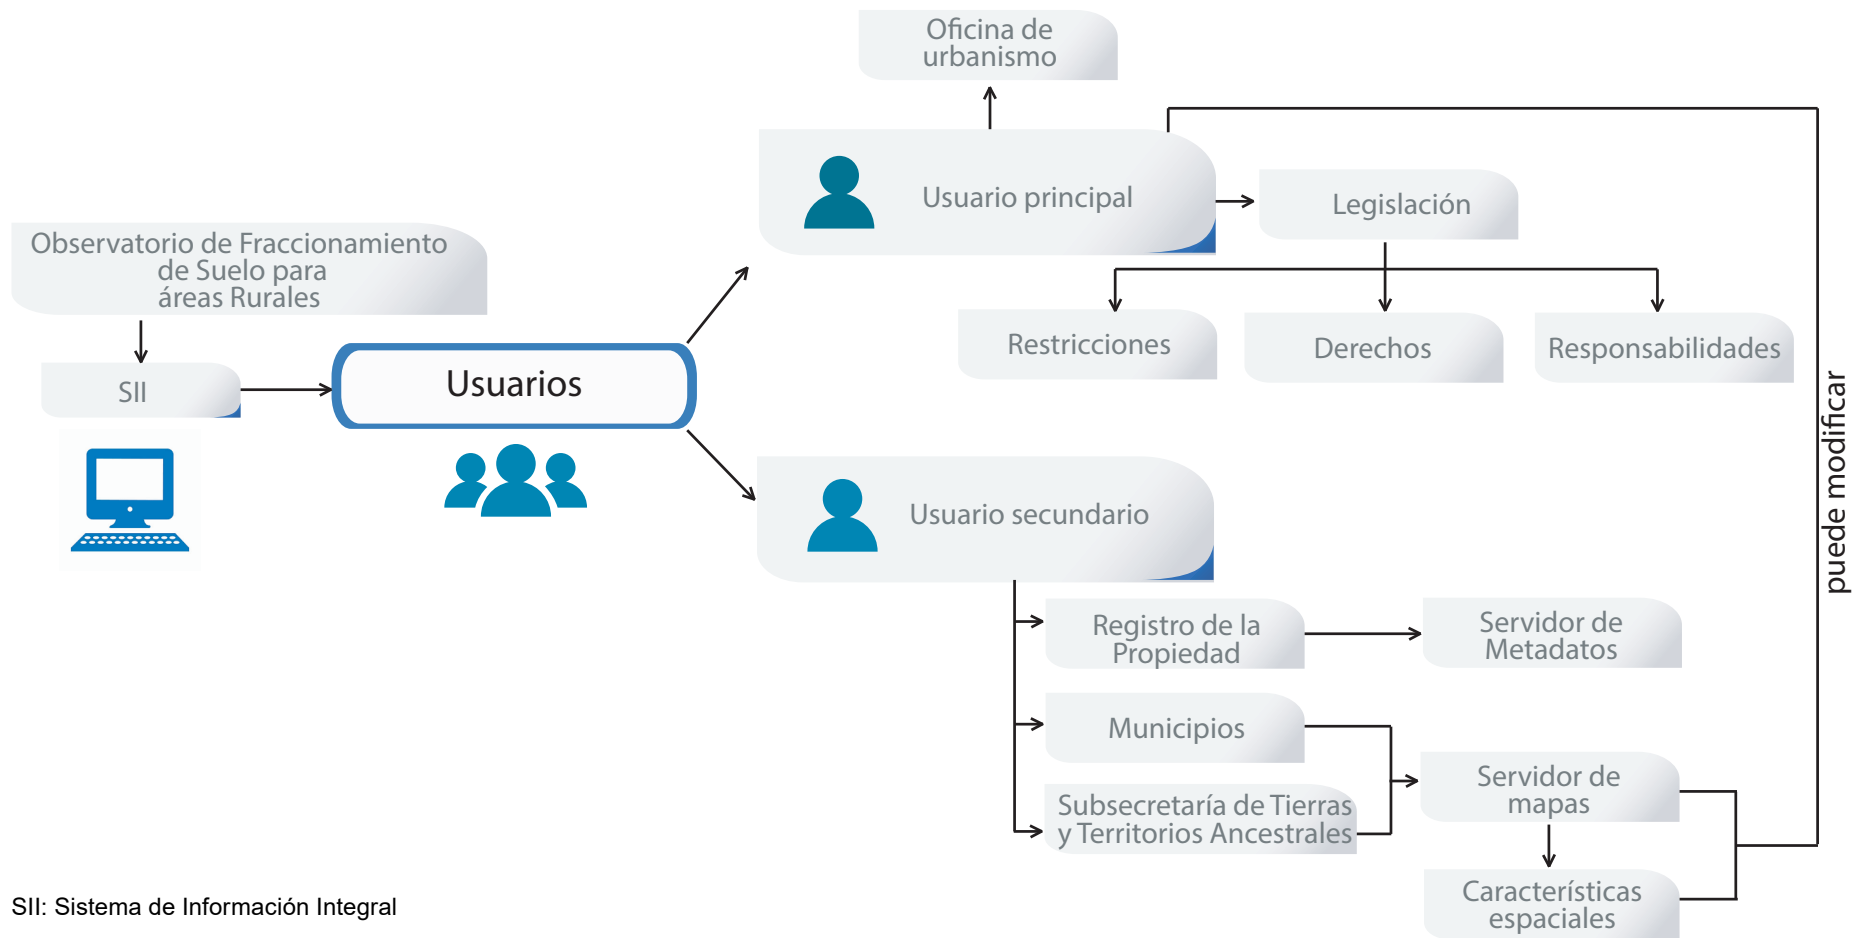 Oficina de
urbanismo
Usuario principal
Legislación
Observatorio de Fraccionamiento
de Suelo para
áreas Rurales
Restricciones
Derechos
Responsabilidades
SII
Usuarios
puede modificar
Usuario secundario
Registro de la
Propiedad
Servidor de
Metadatos
Municipios
Servidor de
mapas
Subsecretaría de Tierras
y Territorios Ancestrales
Características
espaciales
SII: Sistema de Información Integral